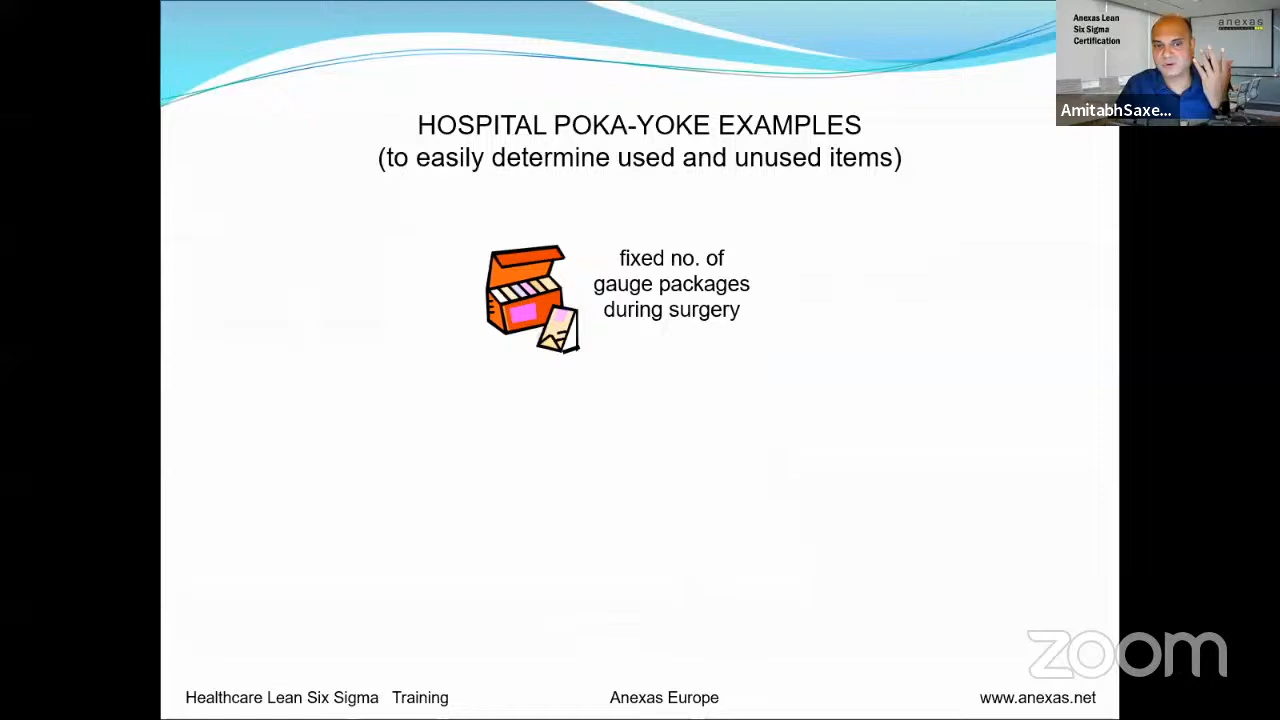 Anexas Lean
Six Sigma
Certification
anexas
AmitabhSaxe...
HOSPITAL POKA-YOKE EXAMPLES
(to easily determine used and unused items)
fixed no. of
gauge packages
during surgery
zoom
Healthcare Lean Six Sigma Training
Anexas Europe
www.anexas.net